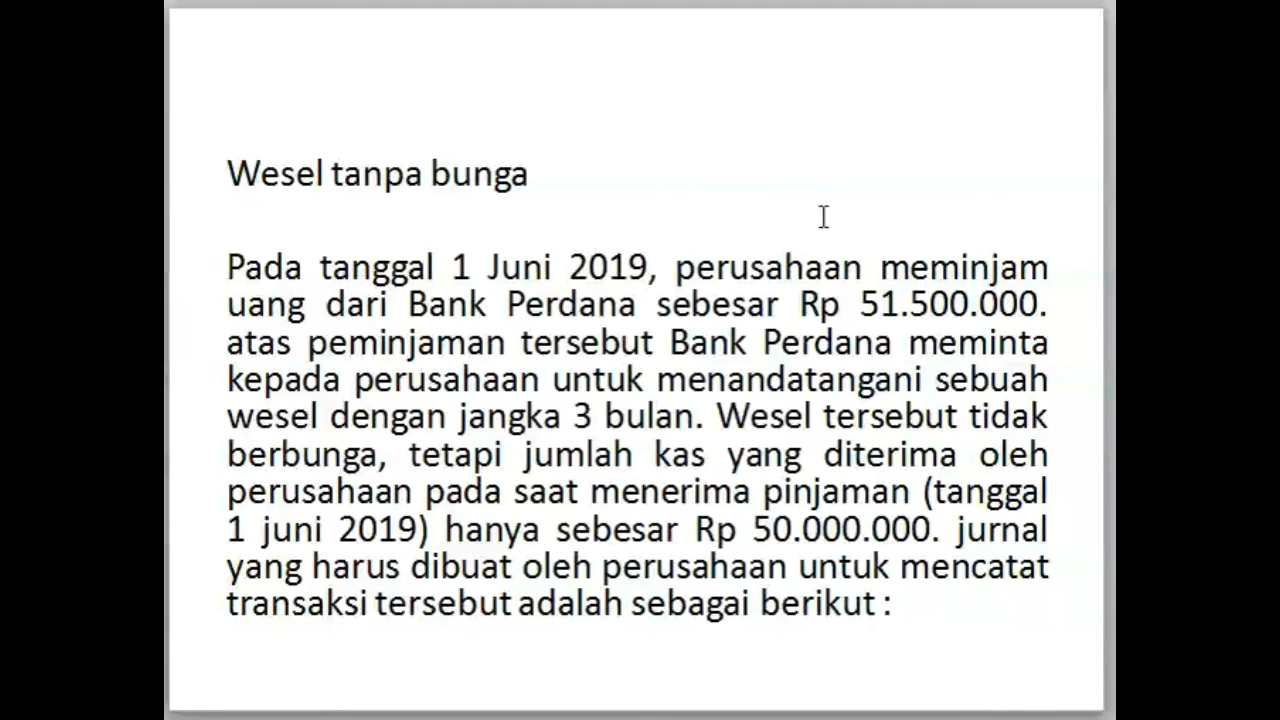 Wesel tanpa bunga
Pada tanggal 1 Juni 2019, perusahaan meminjam
uang dari Bank Perdana sebesar Rp 51.500.000.
atas peminjaman tersebut Bank Perdana meminta
kepada perusahaan untuk menandatangani sebuah
wesel dengan jangka 3 bulan. Wesel tersebut tidak
berbunga, tetapi jumlah kas yang diterima oleh
perusahaan pada saat menerima pinjaman (tanggal
1 juni 2019) hanya sebesar Rp 50.000.000. jurnal
yang harus dibuat oleh perusahaan untuk mencatat
transaksi tersebut adalah sebagai berikut :